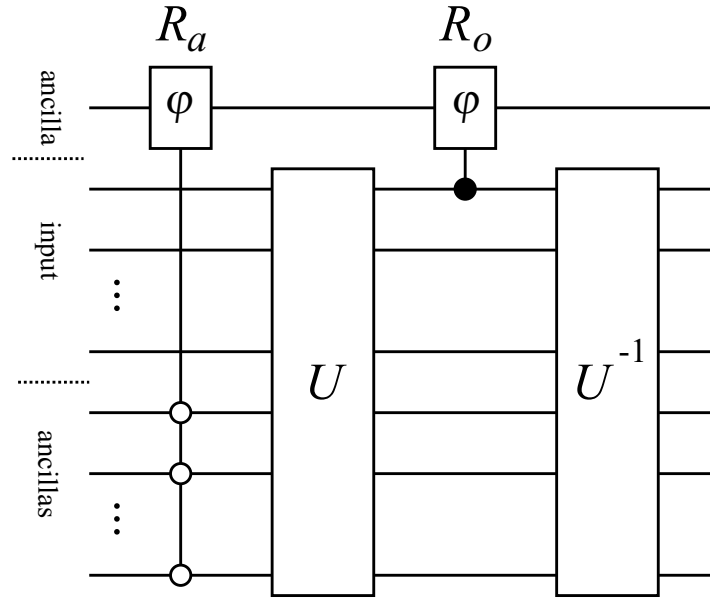 R_a R_o
ancilla
φ φ
input
⋮
U U^{-1}
ancillas
⋮